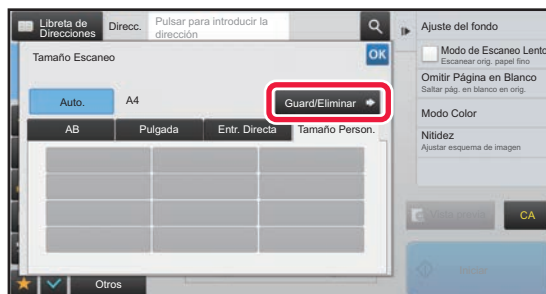 Libreta de
Direcciones
Direcc.
Pulsar para introducir la
dirección
Ajuste del fondo
Modo de Escaneo Lento
Escanear orig. papel fino
Omitir Página en Blanco
Saltar pág. en blanco en orig.
Modo Color
Nitidez
Ajustar esquema de imagen
Tamaño Escaneo
OK
Auto.
A4
Guard/Eliminar
AB
Pulgada
Entr. Directa
Tamaño Person.
CA
Otros